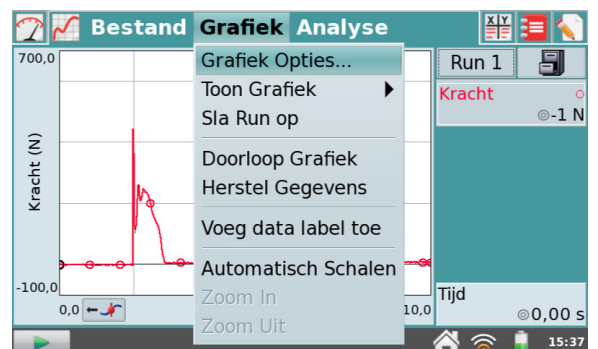 Bestand Grafiek Analyse
X Y
700,0
Kracht (N)
-100,0
0,0
10,0
Grafiek Opties...
Toon Grafiek
Sla Run op
Doorloop Grafiek
Herstel Gegevens
Voeg data label toe
Automatisch Schalen
Zoom In
Zoom Uit
Run 1
Kracht
-1 N
Tijd
0,00 s
15:37